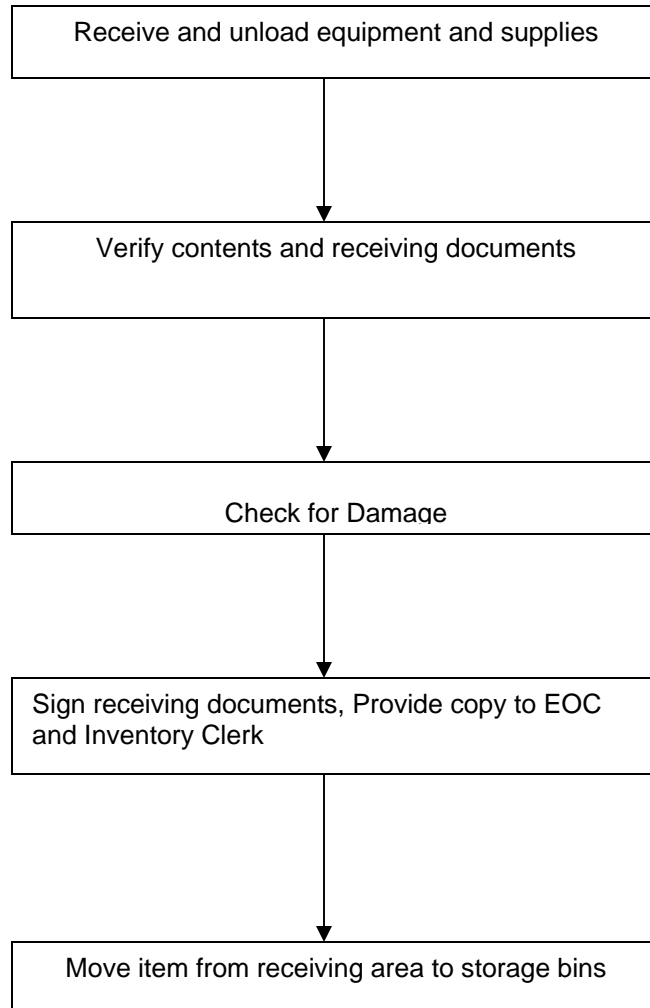 Receive and unload equipment and supplies
Verify contents and receiving documents
Check for Damage
Sign receiving documents, Provide copy to EOC
and Inventory Clerk
Move item from receiving area to storage bins